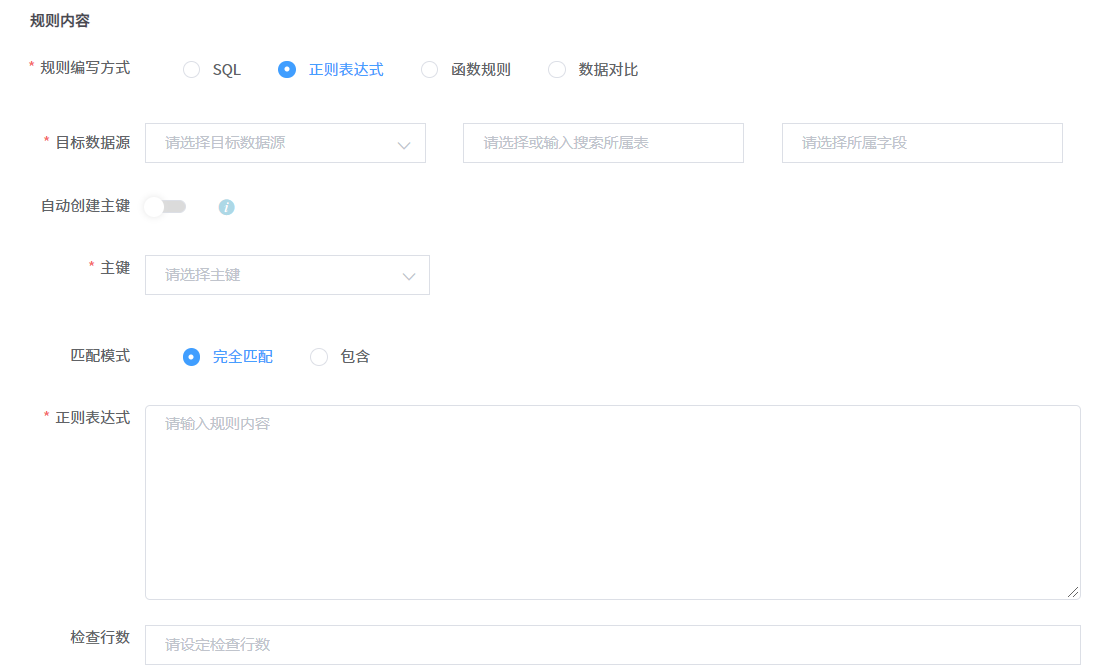 规则内容
* 规则编写方式 SQL 正则表达式 函数规则 数据对比
* 目标数据源 请选择目标数据源 请选择或输入搜索所属表 请选择所属字段
自动创建主键 i
* 主键 请选择主键
匹配模式 完全匹配 包含
* 正则表达式 请输入规则内容
检查行数 请设定检查行数